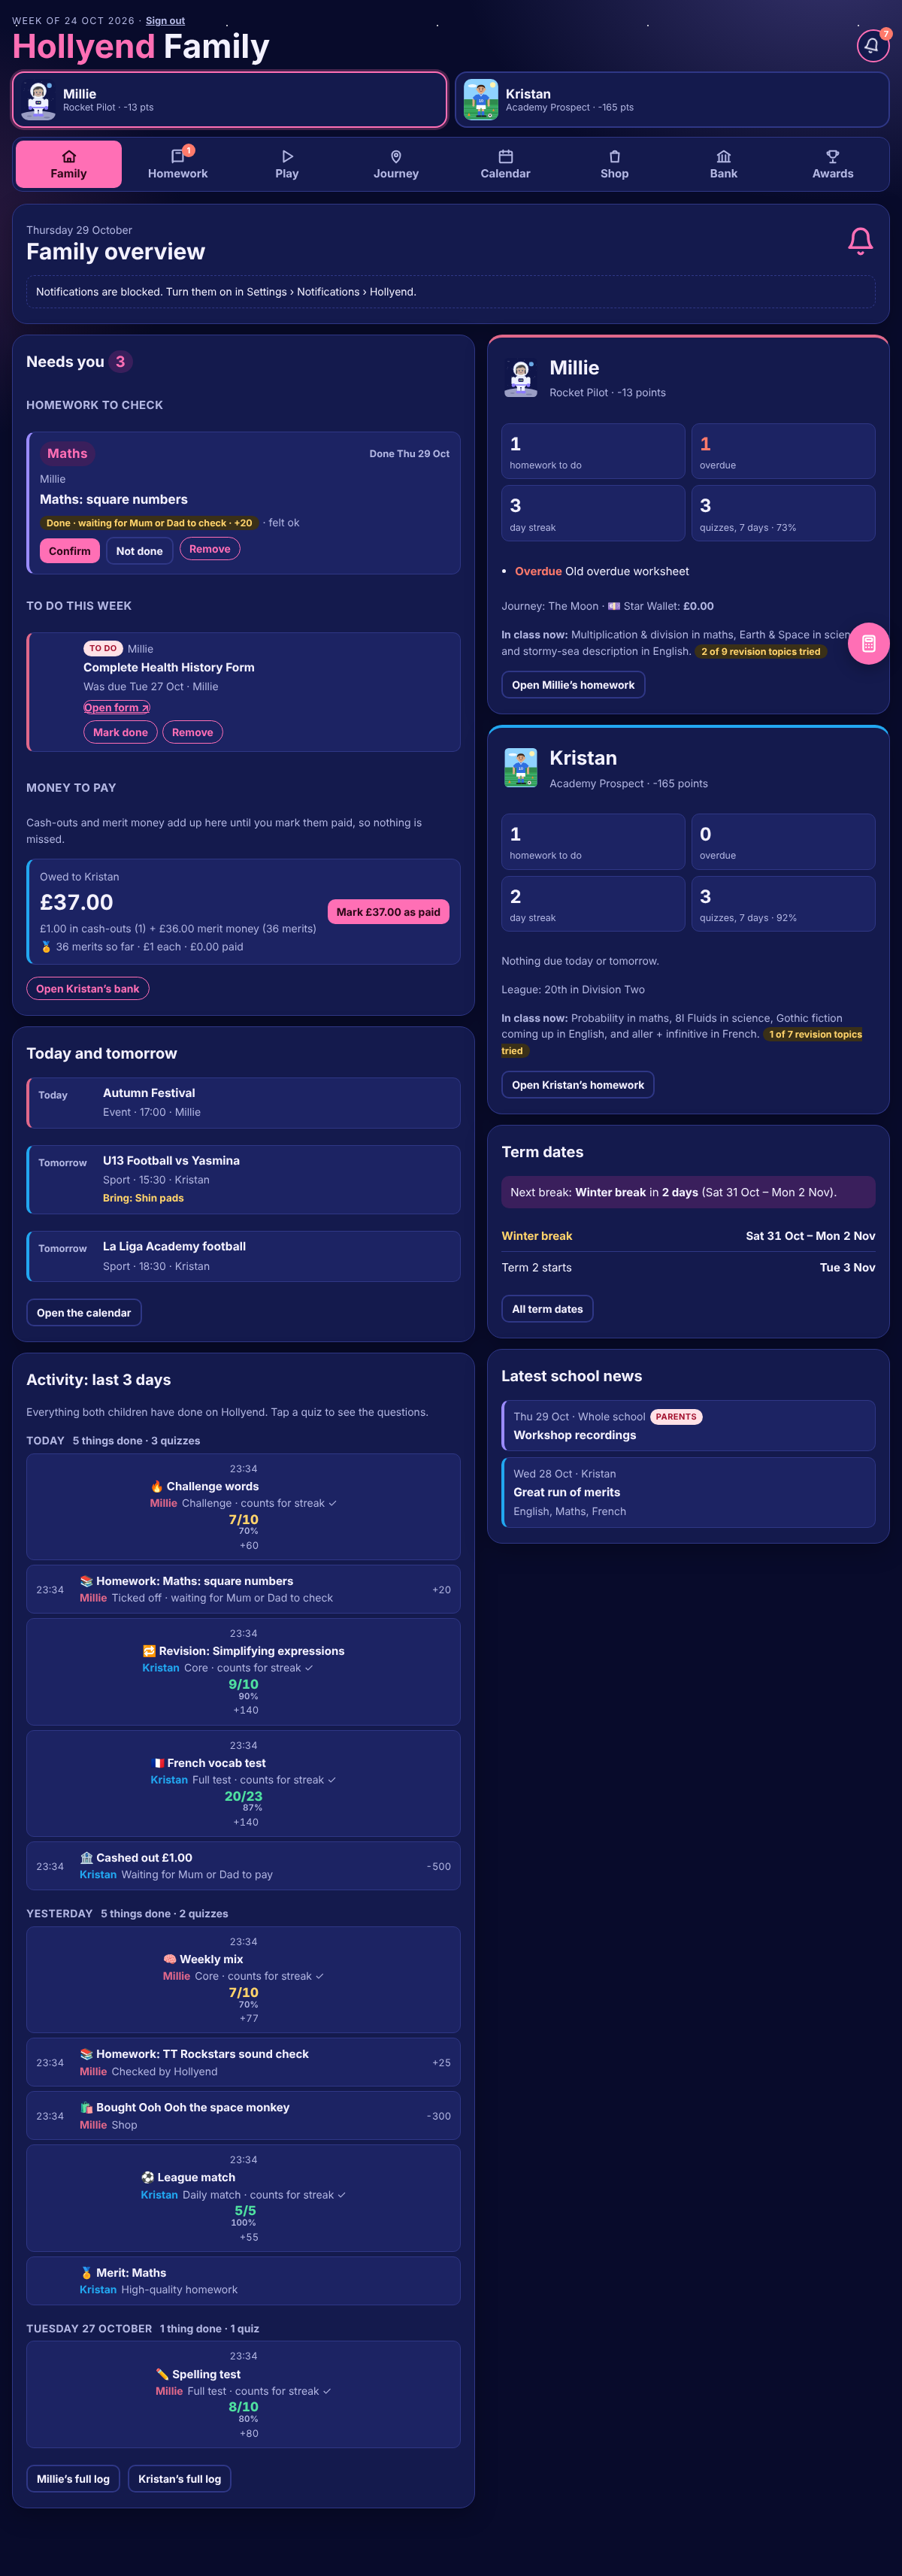 WEEK OF 24 OCT 2026 · Sign out
Hollyend Family
7
Millie
Rocket Pilot · -13 pts
Kristan
Academy Prospect · -165 pts
Family
1
Homework
Play
Journey
Calendar
Shop
Bank
Awards
Thursday 29 October
Family overview
Notifications are blocked. Turn them on in Settings › Notifications › Hollyend.
Needs you 3
HOMEWORK TO CHECK
Maths
Done Thu 29 Oct
Millie
Maths: square numbers
Done · waiting for Mum or Dad to check · +20 · felt ok
Confirm
Not done
Remove
TO DO THIS WEEK
TO DO Millie
Complete Health History Form
Was due Tue 27 Oct · Millie
Open form ↗
Mark done
Remove
MONEY TO PAY
Cash-outs and merit money add up here until you mark them paid, so nothing is
missed.
Owed to Kristan
£37.00
£1.00 in cash-outs (1) + £36.00 merit money (36 merits)
🏅 36 merits so far · £1 each · £0.00 paid
Mark £37.00 as paid
Open Kristan’s bank
Today and tomorrow
Today
Autumn Festival
Event · 17:00 · Millie
Tomorrow
U13 Football vs Yasmina
Sport · 15:30 · Kristan
Bring: Shin pads
Tomorrow
La Liga Academy football
Sport · 18:30 · Kristan
Open the calendar
Activity: last 3 days
Everything both children have done on Hollyend. Tap a quiz to see the questions.
TODAY 5 things done · 3 quizzes
23:34
🔥 Challenge words
Millie Challenge · counts for streak ✓
7/10
70%
+60
23:34
📚 Homework: Maths: square numbers
Millie Ticked off · waiting for Mum or Dad to check
+20
23:34
🔁 Revision: Simplifying expressions
Kristan Core · counts for streak ✓
9/10
90%
+140
23:34
🇫🇷 French vocab test
Kristan Full test · counts for streak ✓
20/23
87%
+140
23:34
🏦 Cashed out £1.00
Kristan Waiting for Mum or Dad to pay
-500
YESTERDAY 5 things done · 2 quizzes
23:34
🧠 Weekly mix
Millie Core · counts for streak ✓
7/10
70%
+77
23:34
📚 Homework: TT Rockstars sound check
Millie Checked by Hollyend
+25
23:34
🛍️ Bought Ooh Ooh the space monkey
Millie Shop
-300
23:34
⚽ League match
Kristan Daily match · counts for streak ✓
5/5
100%
+55
🏅 Merit: Maths
Kristan High-quality homework
TUESDAY 27 OCTOBER 1 thing done · 1 quiz
23:34
✏️ Spelling test
Millie Full test · counts for streak ✓
8/10
80%
+80
Millie’s full log
Kristan’s full log
Millie
Rocket Pilot · -13 points
1
homework to do
1
overdue
3
day streak
3
quizzes, 7 days · 73%
• Overdue Old overdue worksheet
Journey: The Moon · 💷 Star Wallet: £0.00
In class now: Multiplication & division in maths, Earth & Space in scien
and stormy-sea description in English. 2 of 9 revision topics tried
Open Millie’s homework
Kristan
Academy Prospect · -165 points
1
homework to do
0
overdue
2
day streak
3
quizzes, 7 days · 92%
Nothing due today or tomorrow.
League: 20th in Division Two
In class now: Probability in maths, 8I Fluids in science, Gothic fiction
coming up in English, and aller + infinitive in French. 1 of 7 revision topics
tried
Open Kristan’s homework
Term dates
Next break: Winter break in 2 days (Sat 31 Oct – Mon 2 Nov).
Winter break
Sat 31 Oct – Mon 2 Nov
Term 2 starts
Tue 3 Nov
All term dates
Latest school news
Thu 29 Oct · Whole school PARENTS
Workshop recordings
Wed 28 Oct · Kristan
Great run of merits
English, Maths, French